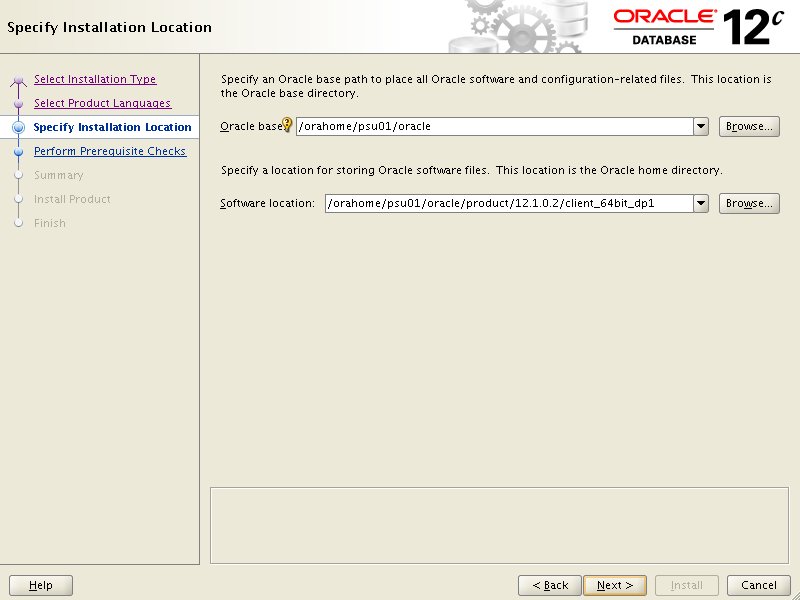 Specify Installation Location
ORACLE®
DATABASE
12c
Select Installation Type
Select Product Languages
Specify Installation Location
Perform Prerequisite Checks
Summary
Install Product
Finish
Specify an Oracle base path to place all Oracle software and configuration-related files.  This location is
the Oracle base directory.
Oracle base: /orahome/psu01/oracle Browse...
Specify a location for storing Oracle software files.  This location is the Oracle home directory.
Software location: /orahome/psu01/oracle/product/12.1.0.2/client_64bit_dp1 Browse...
Help < Back Next > Install Cancel